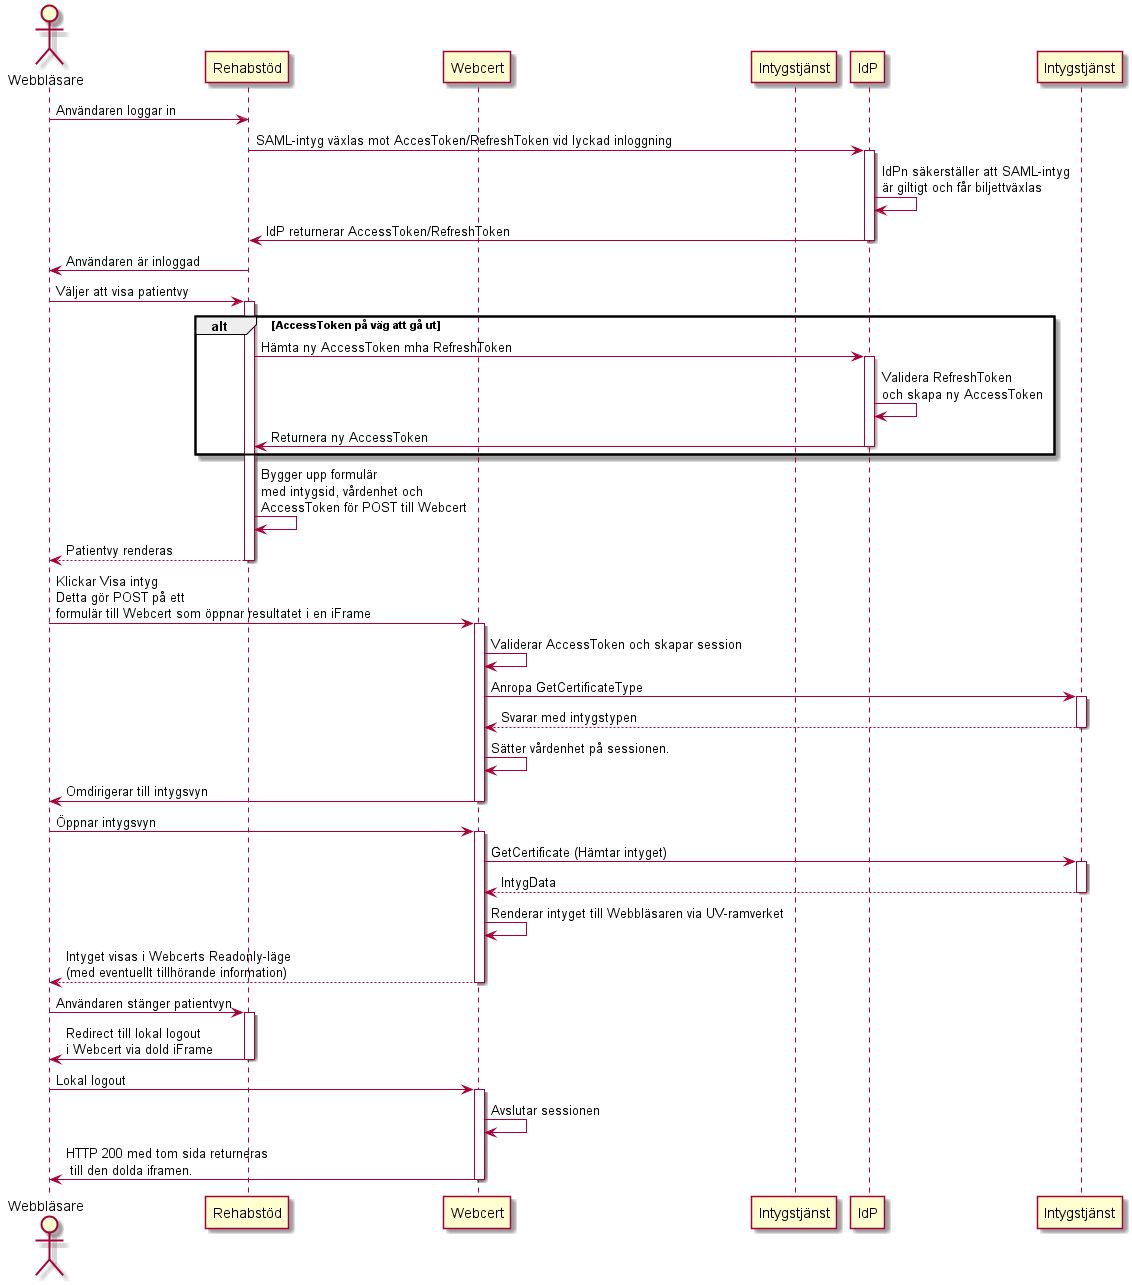 Webbläsare
Rehabstöd
Webcert
Intygstjänst
IdP
Intygstjänst
Användaren loggar in
SAML-intyg växlas mot AccesToken/RefreshToken vid lyckad inloggning
IdPn säkerställer att SAML-intyg
är giltigt och får biljettväxlas
IdP returnerar AccessToken/RefreshToken
Användaren är inloggad
Väljer att visa patientvy
alt
[AccessToken på väg att gå ut]
Hämta ny AccessToken mha RefreshToken
Validera RefreshToken
och skapa ny AccessToken
Returnera ny AccessToken
Bygger upp formulär
med intygsid, vårdenhet och
AccessToken för POST till Webcert
Patientvy renderas
Klickar Visa intyg
Detta gör POST på ett
formulär till Webcert som öppnar resultatet i en iFrame
Validerar AccessToken och skapar session
Anropa GetCertificateType
Svarar med intygstypen
Sätter vårdenhet på sessionen.
Omdirigerar till intygsvyn
Öppnar intygsvyn
GetCertificate (Hämtar intyget)
IntygData
Renderar intyget till Webbläsaren via UV-ramverket
Intyget visas i Webcerts Readonly-läge
(med eventuellt tillhörande information)
Användaren stänger patientvyn
Redirect till lokal logout
i Webcert via dold iFrame
Lokal logout
Avslutar sessionen
HTTP 200 med tom sida returneras
till den dolda iframen.
Webbläsare
Rehabstöd
Webcert
Intygstjänst
IdP
Intygstjänst